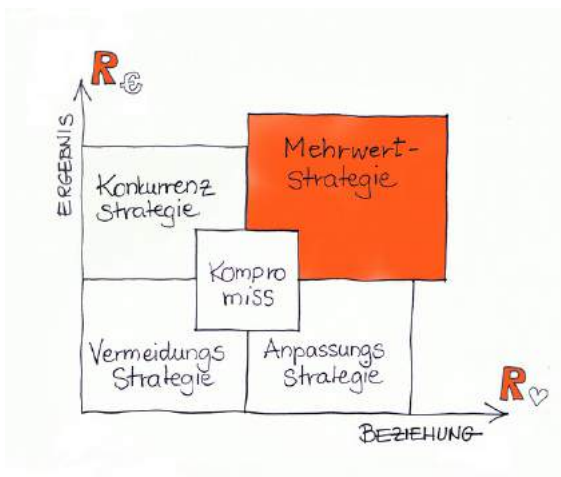 R€
ERGEBNIS
Mehrwert-
strategie
Konkurrenz
strategie
Kompro
miss
Vermeidungs
Strategie
Anpassungs
strategie
R
BEZIEHUNG